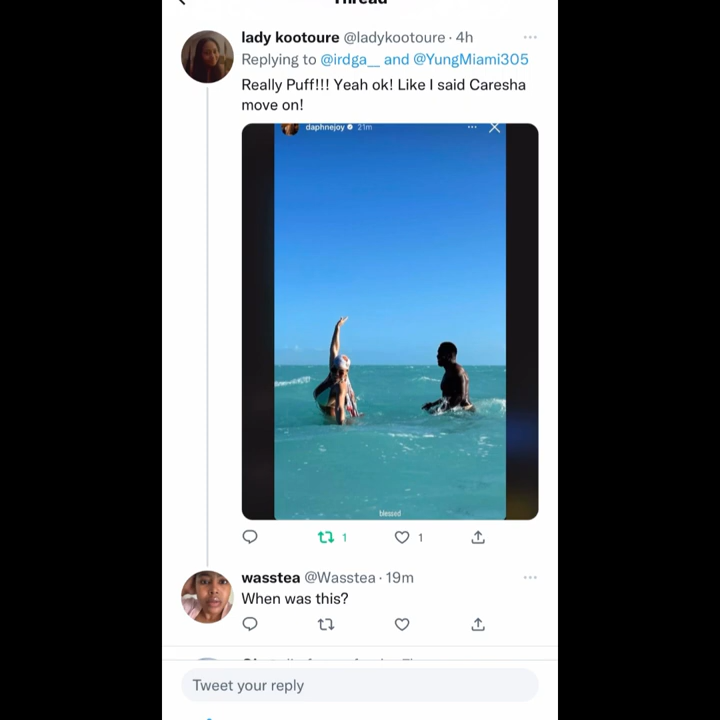 Thread
lady kootoure @ladykootoure · 4h
Replying to @irdga__ and @YungMiami305
Really Puff!!! Yeah ok! Like I said Caresha
move on!
daphnejoy 21m
blessed
1 1
wasstea @Wasstea · 19m
When was this?
Tweet your reply